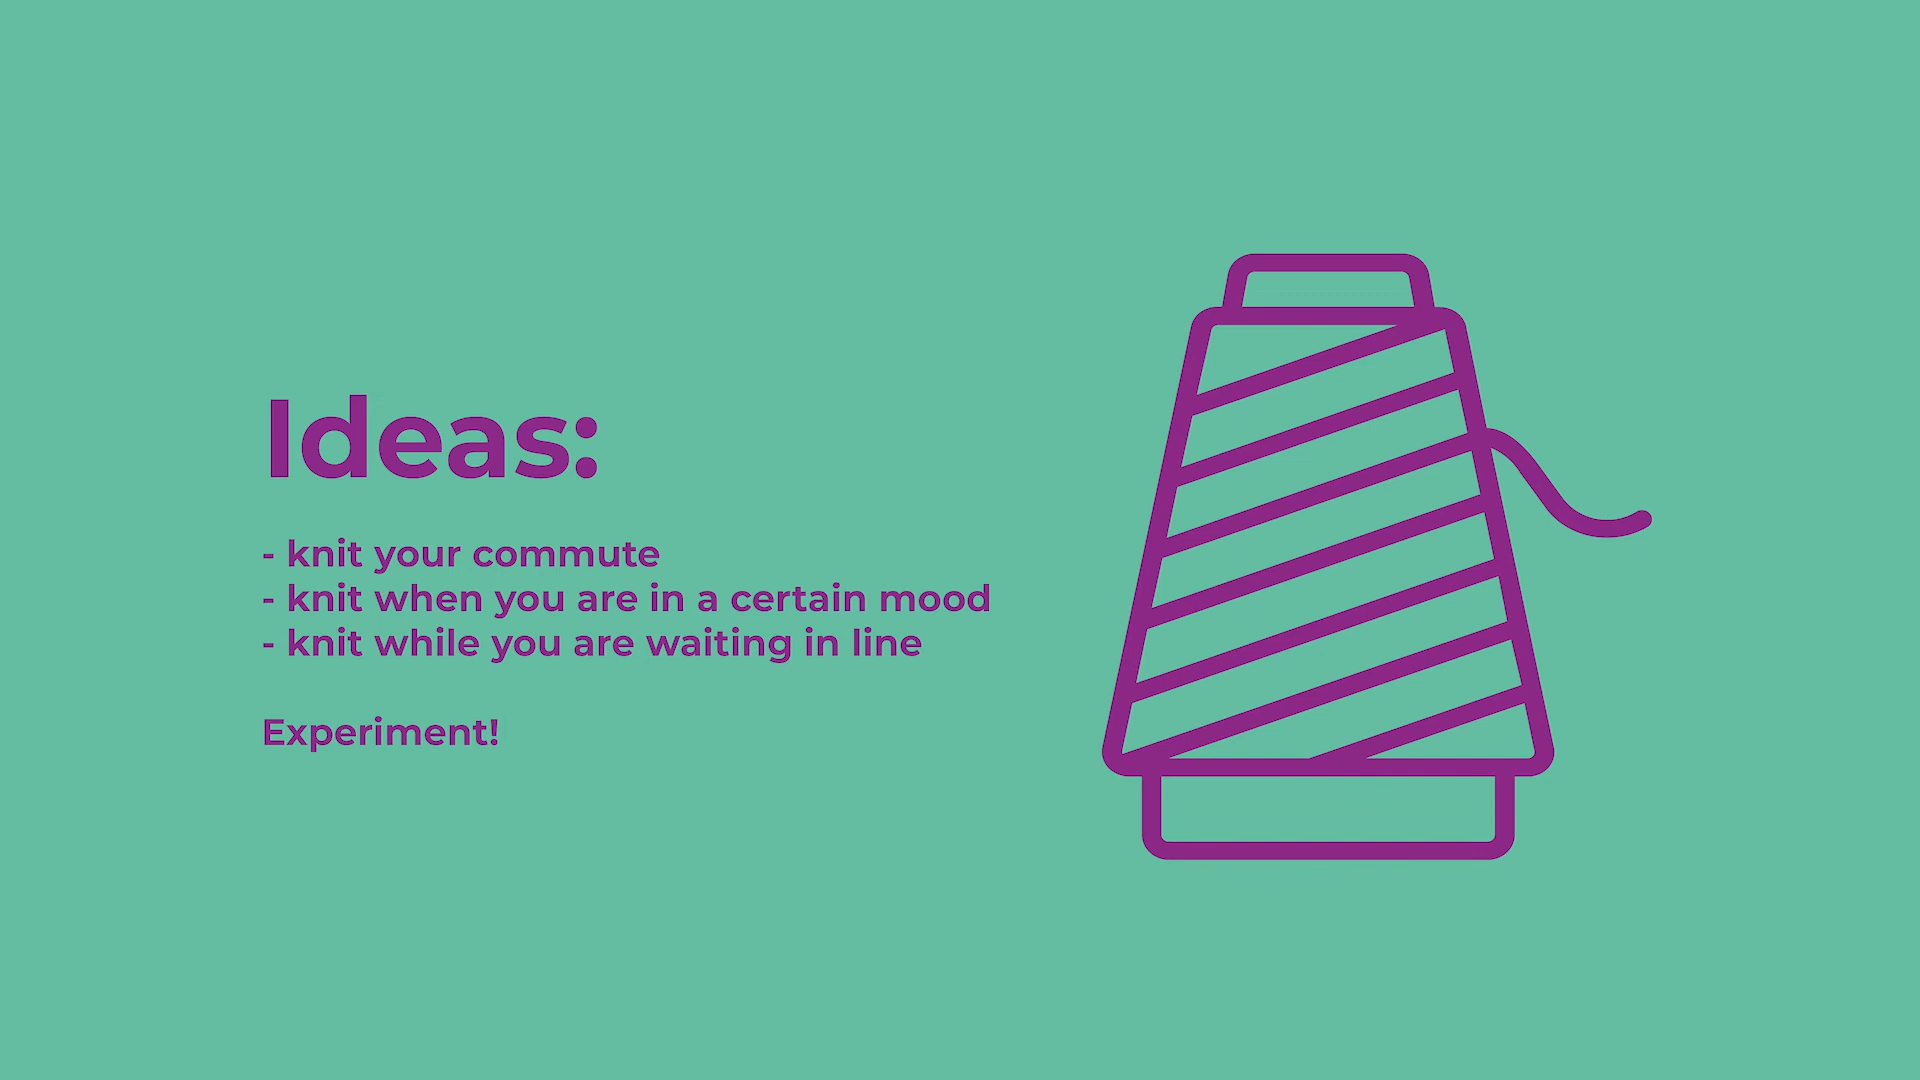 Ideas:
- knit your commute
- knit when you are in a certain mood
- knit while you are waiting in line
Experiment!